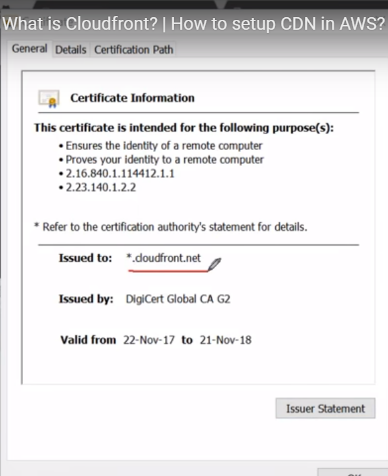 What is Cloudfront? | How to setup CDN in AWS?
General Details Certification Path
Certificate Information
This certificate is intended for the following purpose(s):
• Ensures the identity of a remote computer
• Proves your identity to a remote computer
• 2.16.840.1.114412.1.1
• 2.23.140.1.2.2
* Refer to the certification authority's statement for details.
Issued to: *.cloudfront.net
Issued by: DigiCert Global CA G2
Valid from 22-Nov-17 to 21-Nov-18
Issuer Statement